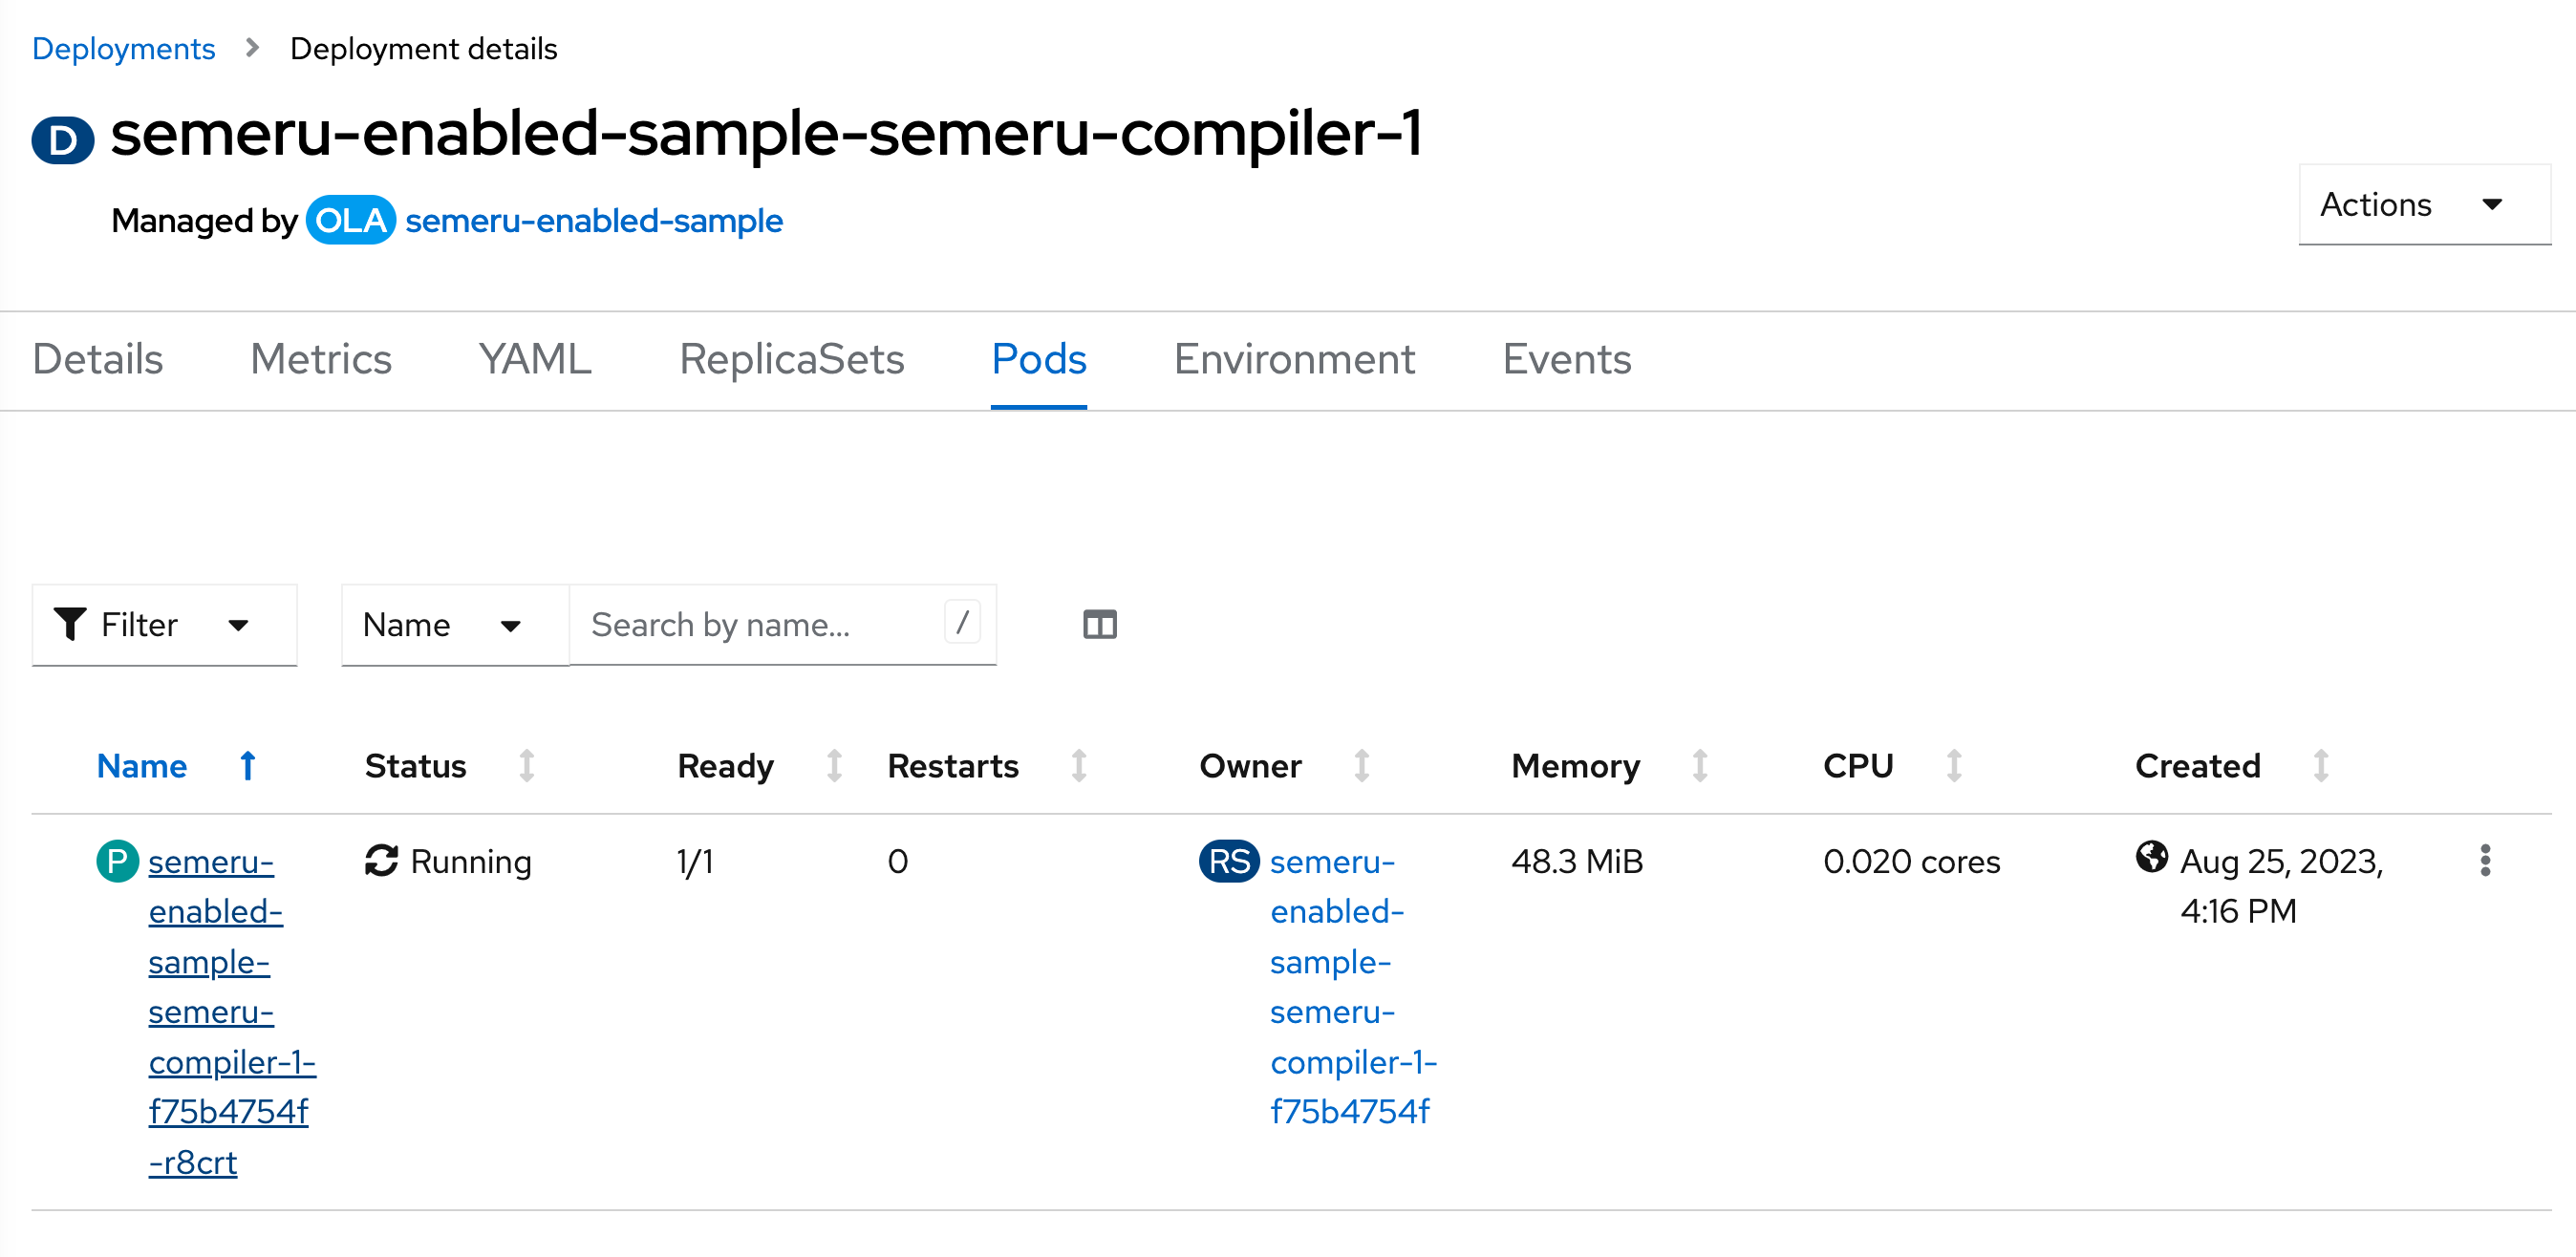 Deployments > Deployment details
D semeru-enabled-sample-semeru-compiler-1
Managed by OLA semeru-enabled-sample
Actions
Details Metrics YAML ReplicaSets Pods Environment Events
Filter Name Search by name... /
Name Status Ready Restarts Owner Memory CPU Created
P semeru- Running 1/1 0 RS semeru- 48.3 MiB 0.020 cores Aug 25, 2023,
enabled- enabled- 4:16 PM
sample- sample-
semeru- semeru-
compiler-1- compiler-1-
f75b4754f f75b4754f
-r8crt